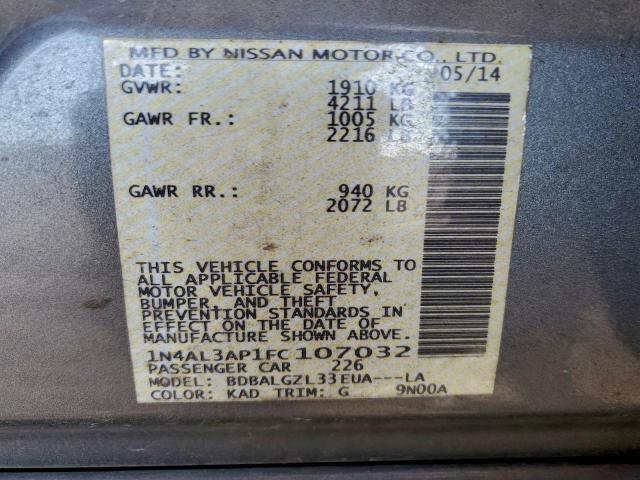 MFD BY NISSAN MOTOR CO., LTD.
DATE: 05/14
GVWR: 1910 KG
4211 LB
GAWR FR.: 1005 KG
2216 LB
GAWR RR.: 940 KG
2072 LB
THIS VEHICLE CONFORMS TO
ALL APPLICABLE FEDERAL
MOTOR VEHICLE SAFETY,
BUMPER, AND THEFT
PREVENTION STANDARDS IN
EFFECT ON THE DATE OF
MANUFACTURE SHOWN ABOVE.
1N4AL3AP1FC107032
PASSENGER CAR 226
MODEL: BDBALGZL33EUA---LA
COLOR: KAD TRIM: G 9N00A